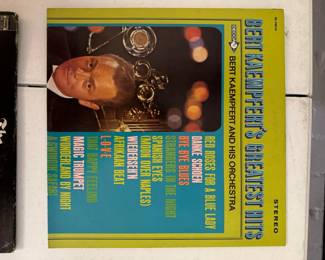 STEREO
BERT KAEMPFERT'S GREATEST HITS
DECCA
BERT KAEMPFERT AND HIS ORCHESTRA
RED ROSES FOR A BLUE LADY
DANKE SCHOEN
BYE BYE BLUES
STRANGERS IN THE NIGHT
SPANISH EYES
(MOON OVER NAPLES)
WIEDERSEH'N
AFRIKAAN BEAT
L-O-V-E
THAT HAPPY FEELING
MAGIC TRUMPET
WONDERLAND BY NIGHT